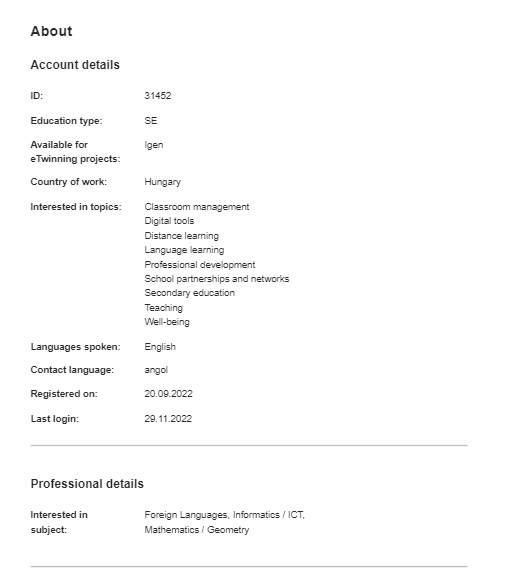 About
Account details
ID: 31452
Education type: SE
Available for eTwinning projects: Igen
Country of work: Hungary
Interested in topics: Classroom management
Digital tools
Distance learning
Language learning
Professional development
School partnerships and networks
Secondary education
Teaching
Well-being
Languages spoken: English
Contact language: angol
Registered on: 20.09.2022
Last login: 29.11.2022
Professional details
Interested in Foreign Languages, Informatics / ICT,
subject: Mathematics / Geometry